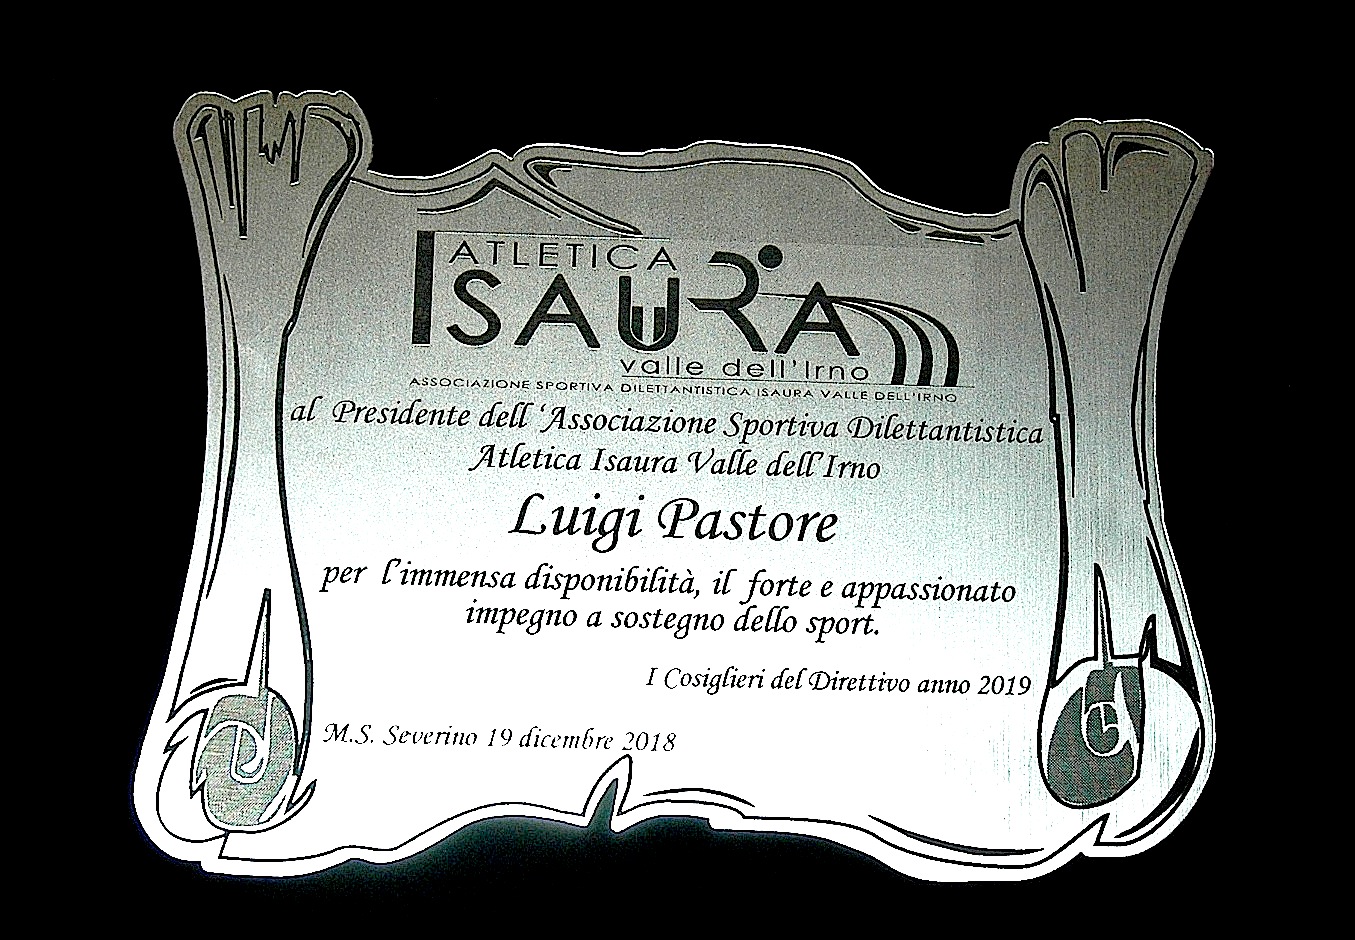 ATLETICA
ISAURA
valle dell'Irno
ASSOCIAZIONE SPORTIVA DILETTANTISTICA ISAURA VALLE DELL'IRNO
al Presidente dell 'Associazione Sportiva Dilettantistica
Atletica Isaura Valle dell'Irno
Luigi Pastore
per l'immensa disponibilità, il forte e appassionato
impegno a sostegno dello sport.
I Cosiglieri del Direttivo anno 2019
M.S. Severino 19 dicembre 2018